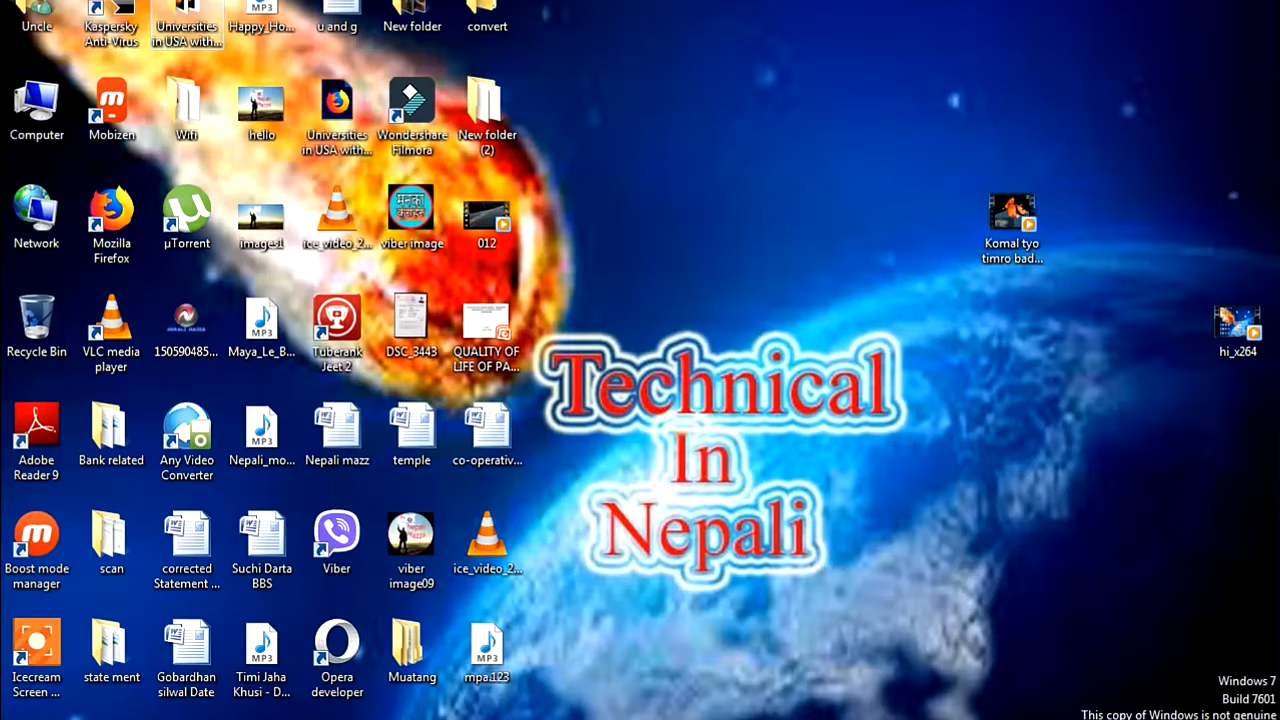 Uncle
Kaspersky
Anti-Virus
Universities
in USA with...
Happy_Ho...
u and g
New folder
convert
Computer
Mobizen
Wifi
hello
Universities
in USA with...
Wondershare
Filmora
New folder
(2)
Network
Mozilla
Firefox
µTorrent
images1
ice_video_2...
viber image
012
Komal tyo
timro bad...
Recycle Bin
VLC media
player
150590485...
MP3
Maya_Le_B...
Tuberank
Jeet 2
DSC_3443
QUALITY OF
LIFE OF PA...
hi_x264
Technical
In
Nepali
Adobe
Reader 9
Bank related
Any Video
Converter
MP3
Nepali_mo...
Nepali mazz
temple
co-operativ...
Boost mode
manager
scan
corrected
Statement ...
Suchi Darta
BBS
Viber
viber
image09
ice_video_2...
Icecream
Screen ...
state ment
Gobardhan
silwal Date
MP3
Timi Jaha
Khusi - D...
Opera
developer
Muatang
MP3
mpa123
Windows 7
Build 7601
This copy of Windows is not genuine